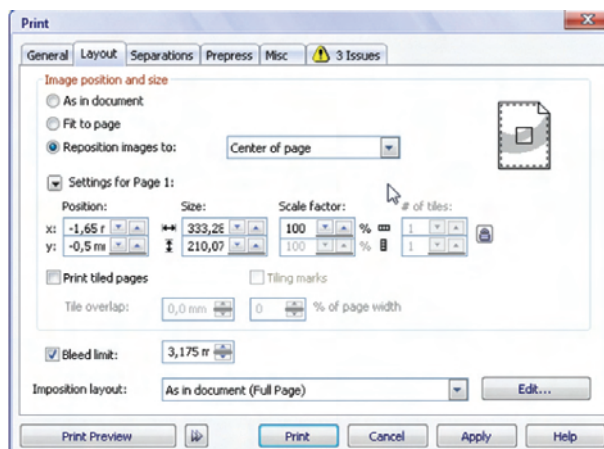 Print
General Layout Separations Prepress Misc 3 Issues
Image position and size
As in document
Fit to page
Reposition images to: Center of page
Settings for Page 1:
Position: Size: Scale factor: # of tiles:
x: -1,65 r 333,28 100 % 1
y: -0,5 m 210,07 100 % 1
Print tiled pages Tiling marks
Tile overlap: 0,0 mm 0 % of page width
Bleed limit: 3,175 m
Imposition layout: As in document (Full Page) Edit...
Print Preview Print Cancel Apply Help